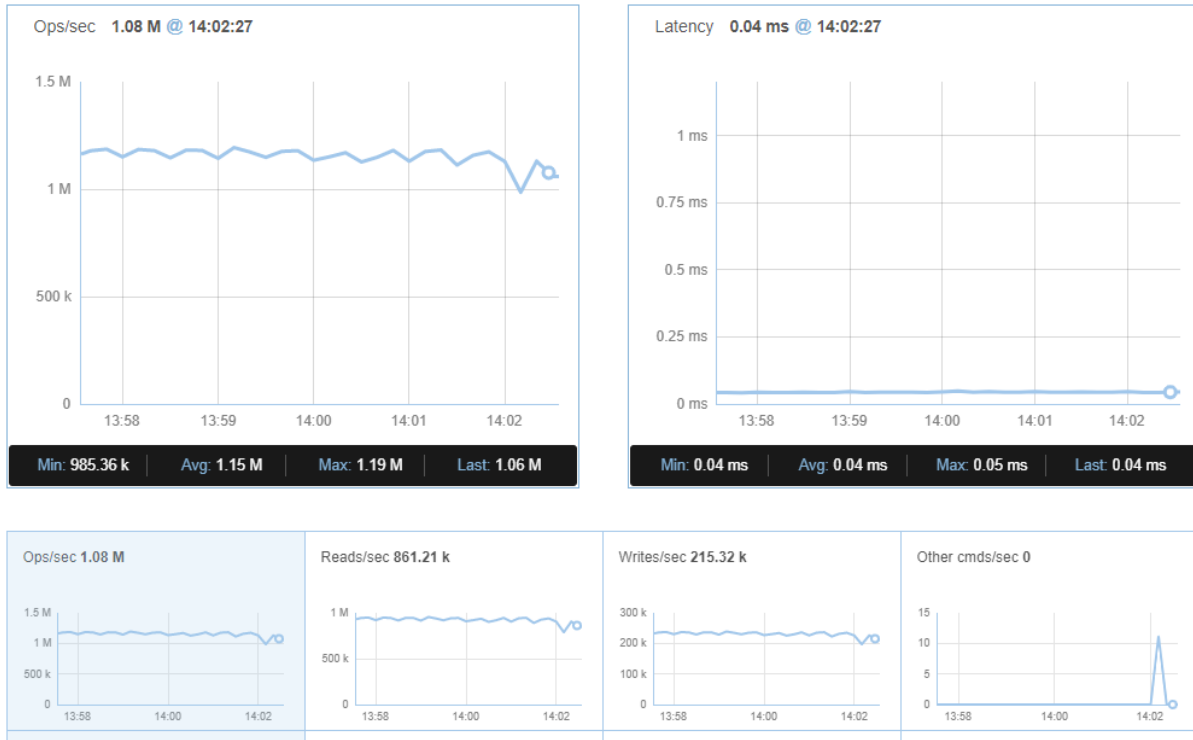 Ops/sec 1.08 M @ 14:02:27
1.5 M
1 M
500 k
0
13:58 13:59 14:00 14:01 14:02
Min: 985.36 k Avg: 1.15 M Max: 1.19 M Last: 1.06 M
Latency 0.04 ms @ 14:02:27
1 ms
0.75 ms
0.5 ms
0.25 ms
0 ms
13:58 13:59 14:00 14:01 14:02
Min: 0.04 ms Avg: 0.04 ms Max: 0.05 ms Last: 0.04 ms
Ops/sec 1.08 M
1.5 M
1 M
500 k
0
13:58 14:00 14:02
Reads/sec 861.21 k
1 M
500 k
0
13:58 14:00 14:02
Writes/sec 215.32 k
300 k
200 k
100 k
0
13:58 14:00 14:02
Other cmds/sec 0
15
10
5
0
13:58 14:00 14:02